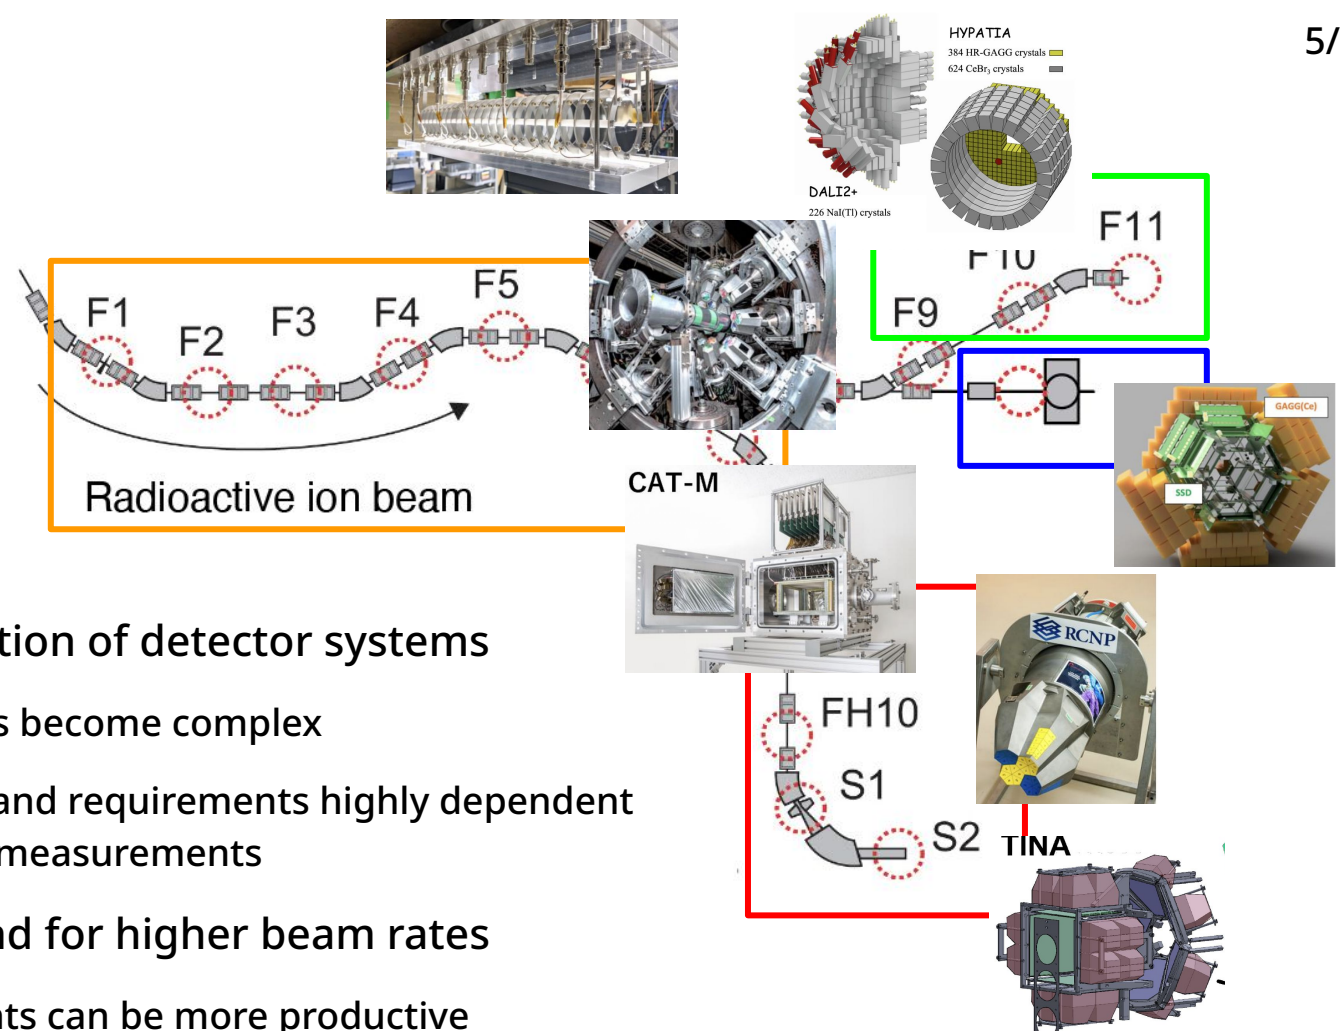 5/
HYPATIA
384 HR-GAGG crystals
624 CeBr₃ crystals
DALI2+
226 NaI(Tl) crystals
F11
F10
F9
F5
F4
F3
F2
F1
Radioactive ion beam
GAGG(Ce)
SSD
CAT-M
RCNP
tion of detector systems
s become complex
and requirements highly dependent
measurements
nd for higher beam rates
nts can be more productive
FH10
S1
S2
TINA